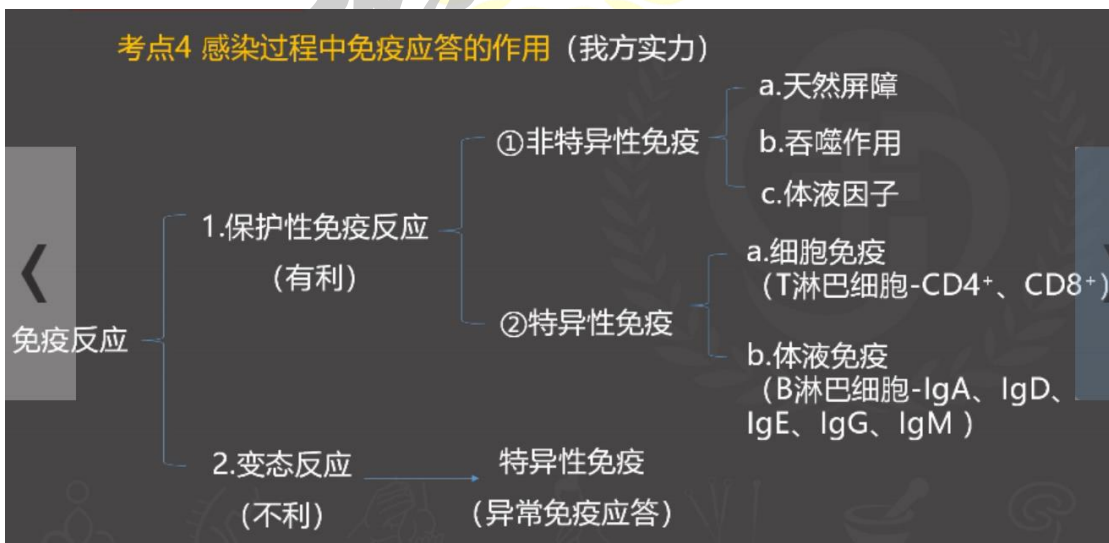 考点4 感染过程中免疫应答的作用（我方实力）
免疫反应
1.保护性免疫反应
（有利）
①非特异性免疫
a.天然屏障
b.吞噬作用
c.体液因子
②特异性免疫
a.细胞免疫
（T淋巴细胞-CD4⁺、CD8⁺）
b.体液免疫
（B淋巴细胞-IgA、IgD、
IgE、IgG、IgM ）
2.变态反应
（不利）
特异性免疫
（异常免疫应答）